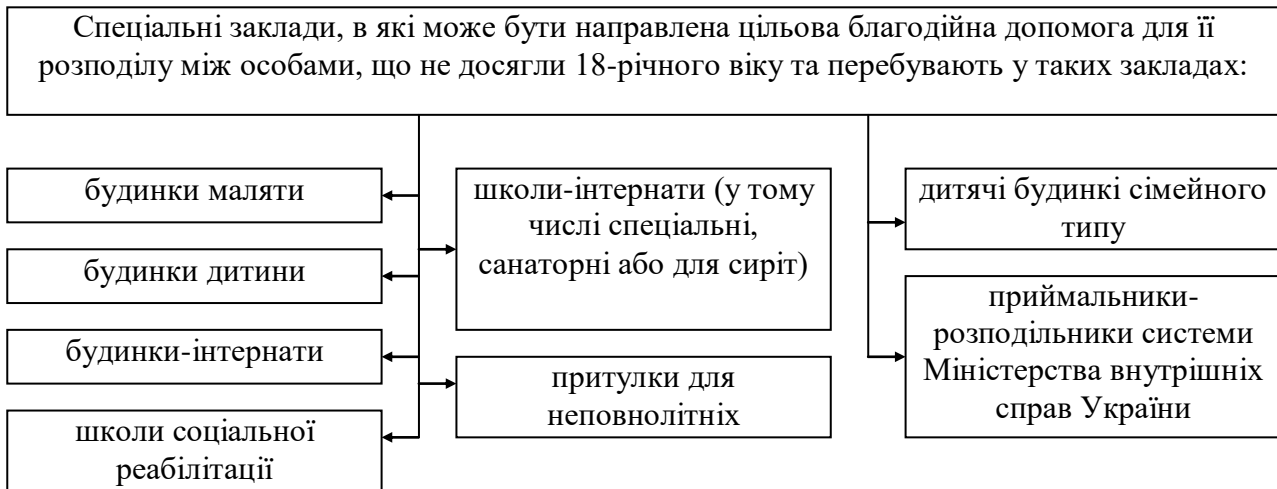 Спеціальні заклади, в які може бути направлена цільова благодійна допомога для її
розподілу між особами, що не досягли 18-річного віку та перебувають у таких закладах:
будинки маляти
будинки дитини
будинки-інтернати
школи соціальної
реабілітації
школи-інтернати (у тому
числі спеціальні,
санаторні або для сиріт)
притулки для
неповнолітніх
дитячі будинкі сімейного
типу
приймальники-
розподільники системи
Міністерства внутрішніх
справ України